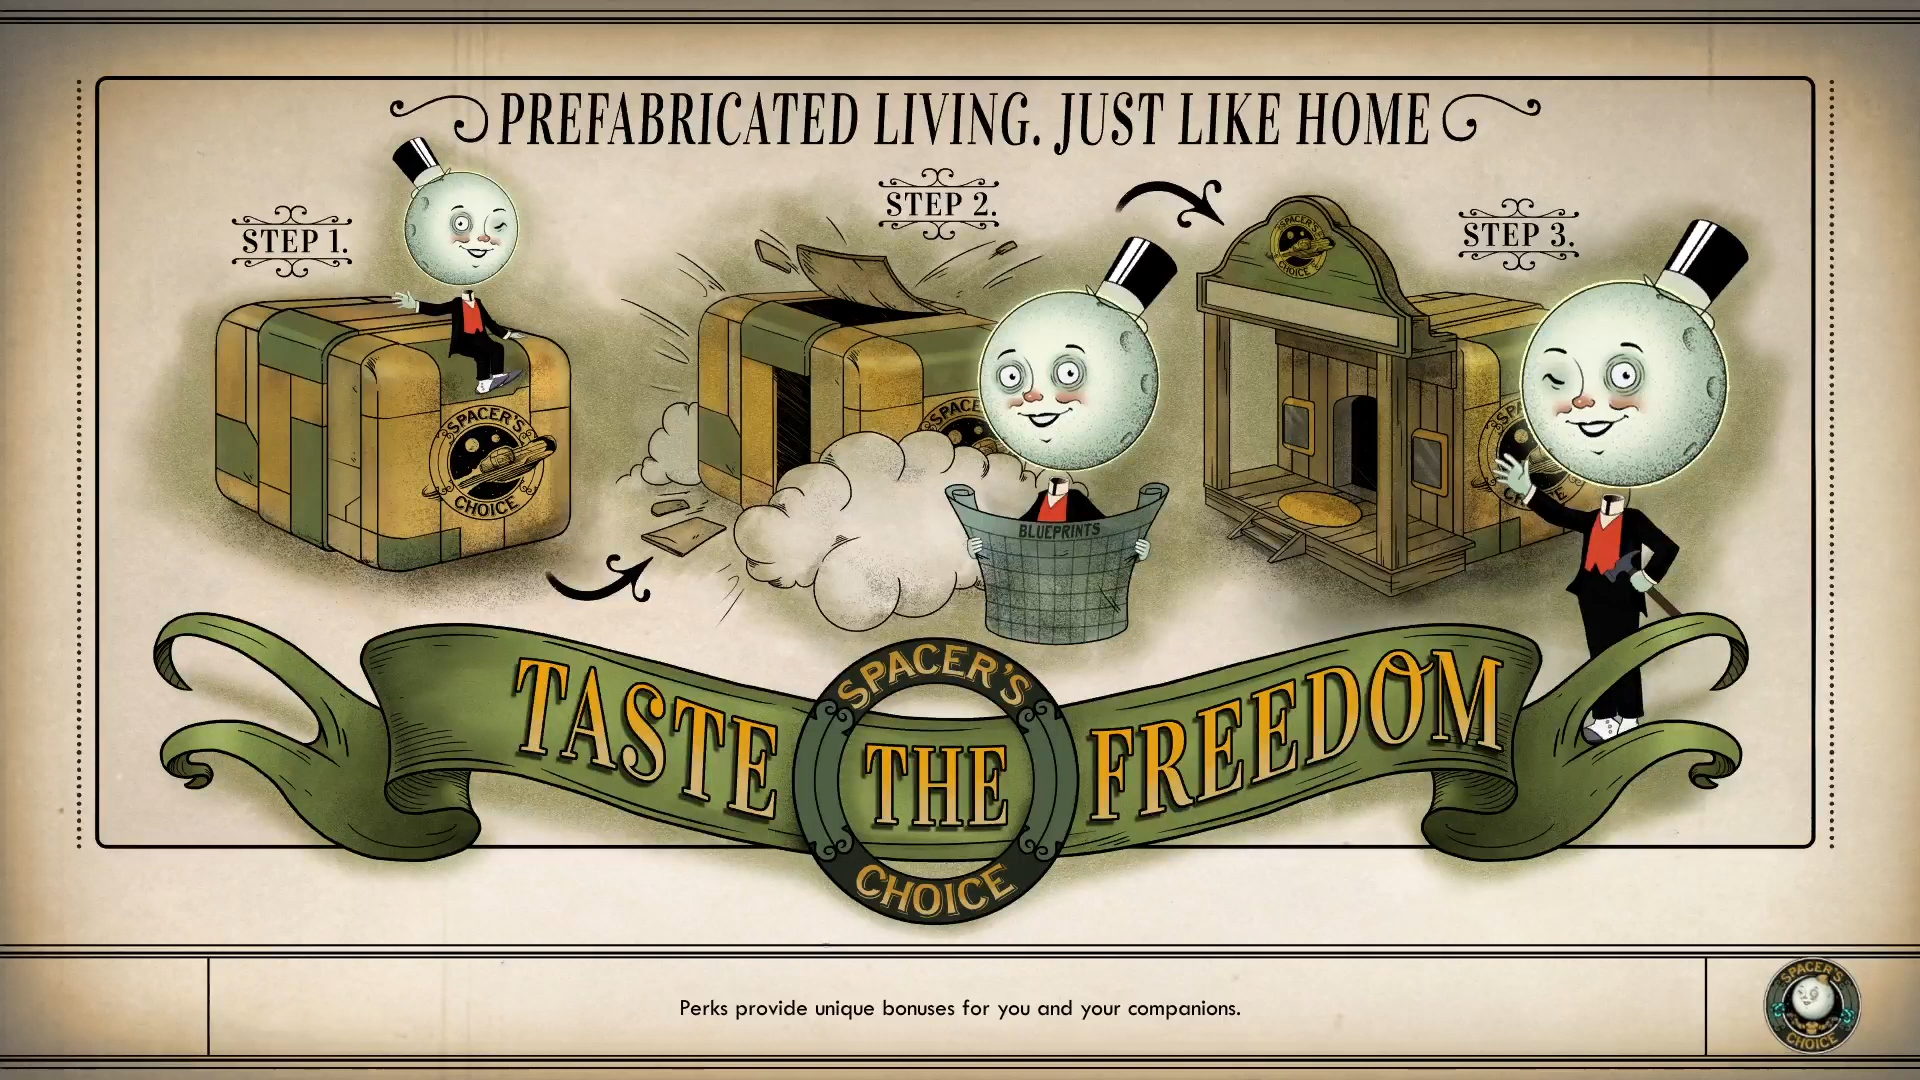 PREFABRICATED LIVING. JUST LIKE HOME
STEP 1.
STEP 2.
STEP 3.
SPACER'S
CHOICE
SPACE
BLUEPRINTS
SPACER'S
CHOICE
TASTE THE FREEDOM
SPACER'S
CHOICE
Perks provide unique bonuses for you and your companions.
SPACER'S
CHOICE